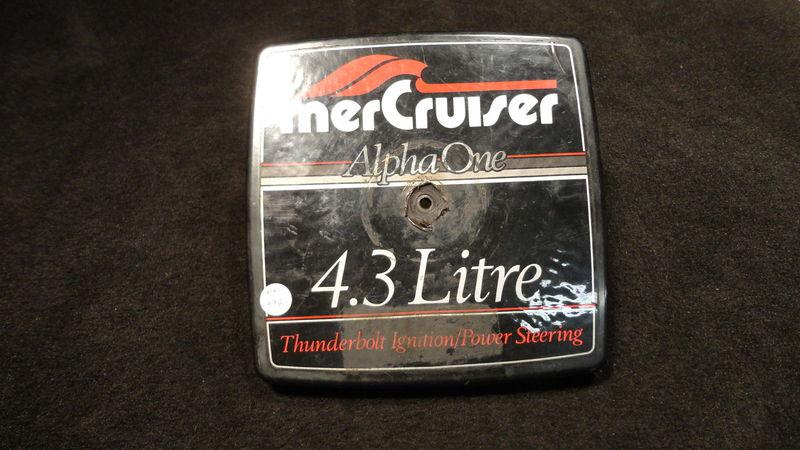 merCruiser
Alpha One
4.3 Litre
Thunderbolt Ignition/Power Steering